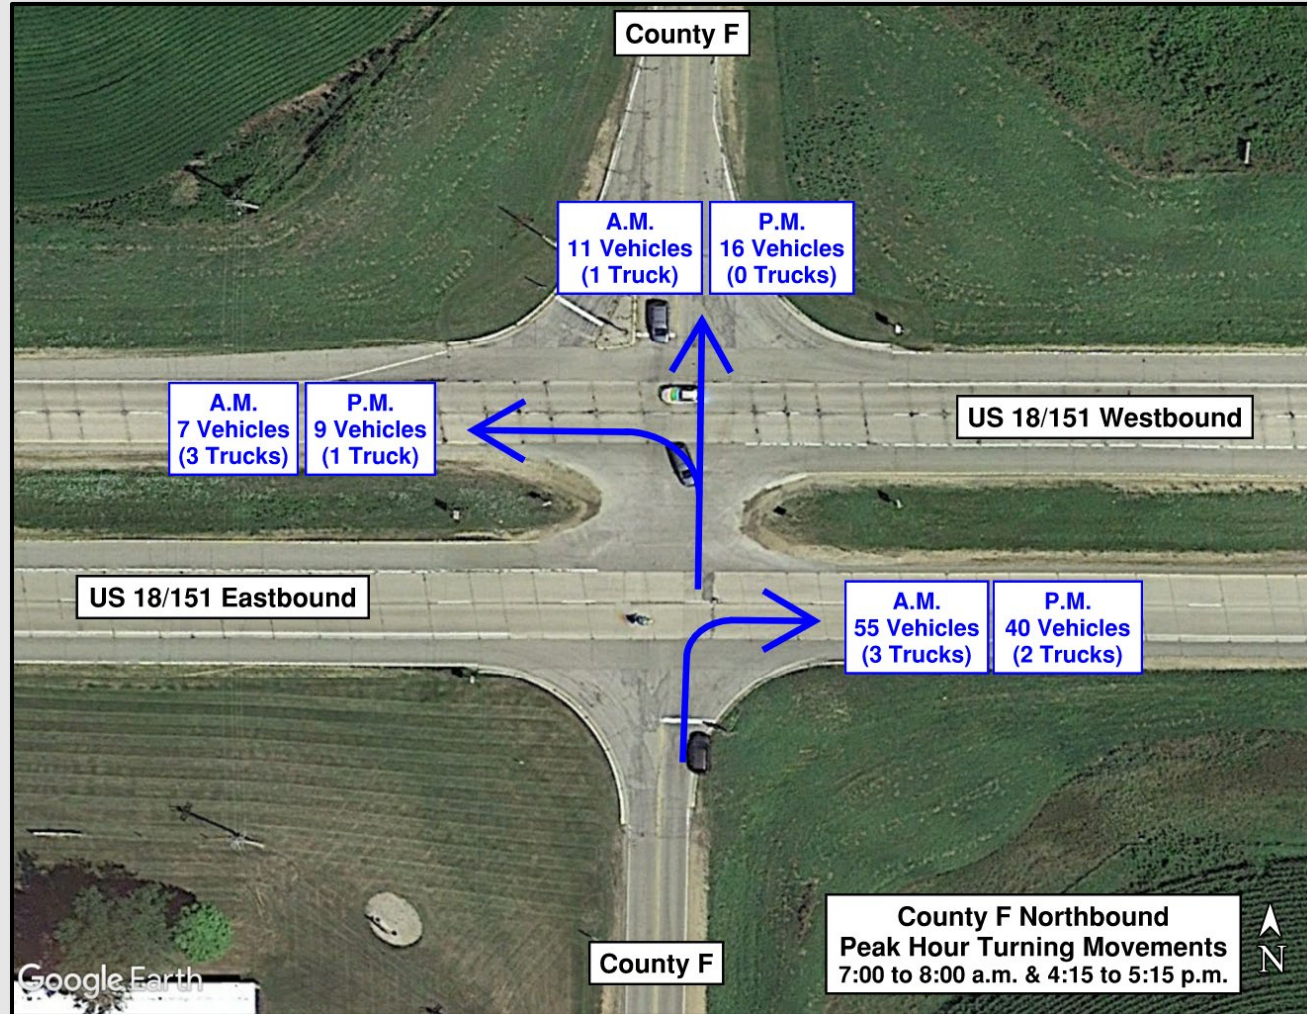 County F
A.M.
11 Vehicles
(1 Truck)
P.M.
16 Vehicles
(0 Trucks)
A.M.
7 Vehicles
(3 Trucks)
P.M.
9 Vehicles
(1 Truck)
US 18/151 Westbound
US 18/151 Eastbound
A.M.
55 Vehicles
(3 Trucks)
P.M.
40 Vehicles
(2 Trucks)
County F
County F Northbound
Peak Hour Turning Movements
7:00 to 8:00 a.m. & 4:15 to 5:15 p.m.
N
Google Earth